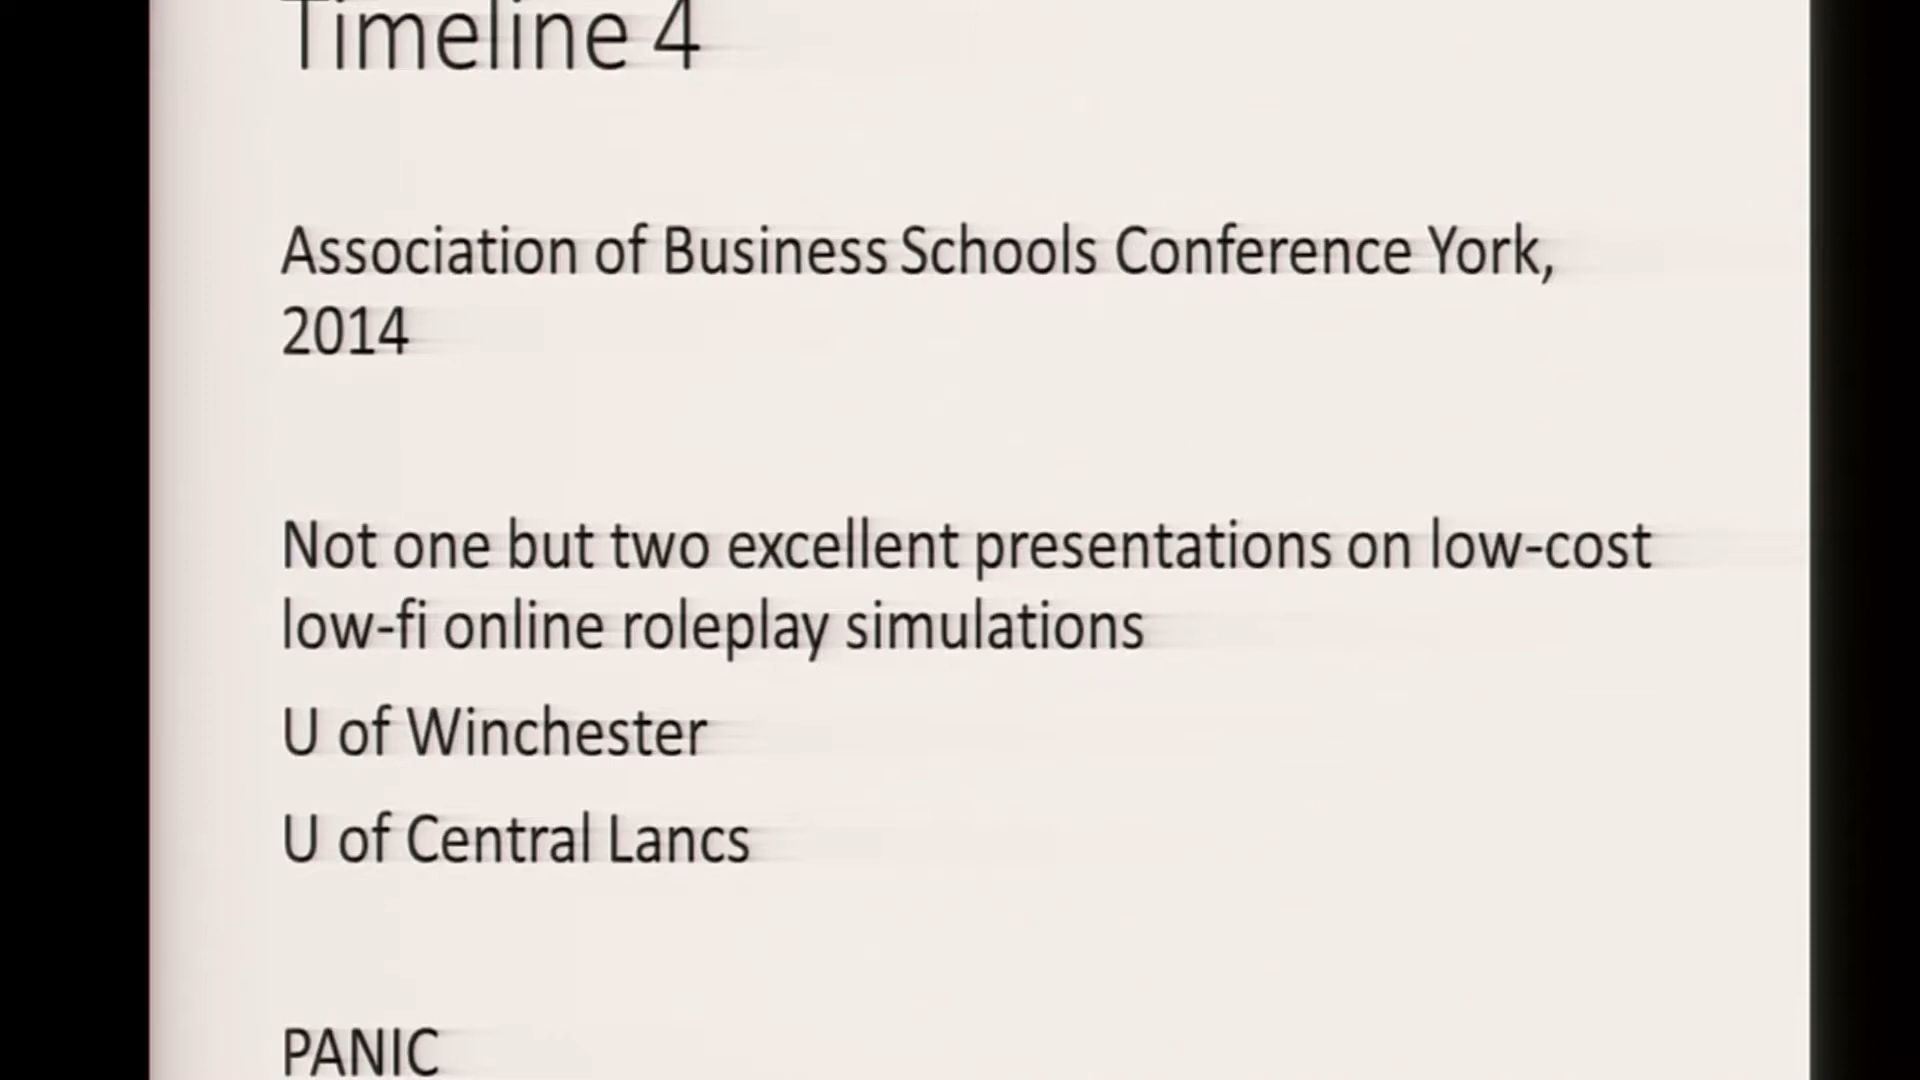 Timeline 4
Association of Business Schools Conference York,
2014
Not one but two excellent presentations on low-cost
low-fi online roleplay simulations
U of Winchester
U of Central Lancs
PANIC